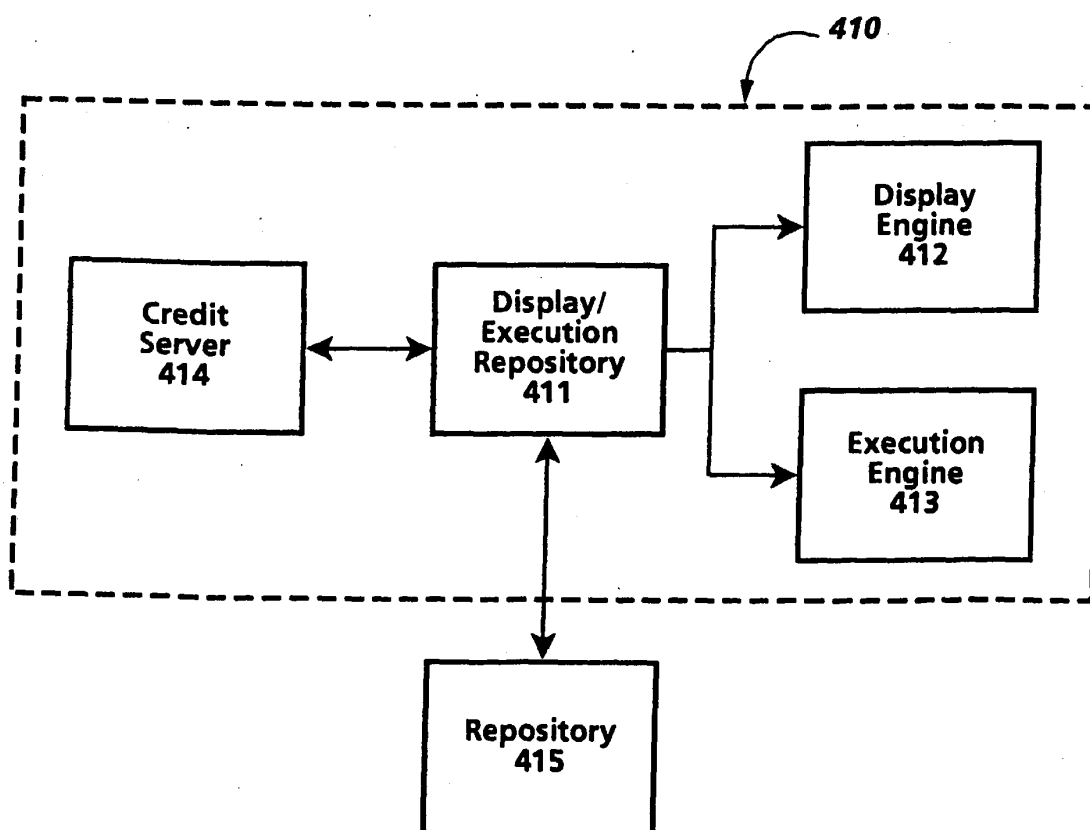 410
Display
Engine
412
Credit
Server
414
Display/
Execution
Repository
411
Execution
Engine
413
Repository
415